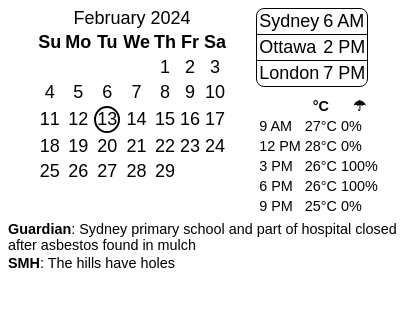 February 2024
Su Mo Tu We Th Fr Sa
1 2 3
4 5 6 7 8 9 10
11 12 13 14 15 16 17
18 19 20 21 22 23 24
25 26 27 28 29
Sydney 6 AM
Ottawa 2 PM
London 7 PM
°C ☂
9 AM 27°C 0%
12 PM 28°C 0%
3 PM 26°C 100%
6 PM 26°C 100%
9 PM 25°C 0%
Guardian: Sydney primary school and part of hospital closed
after asbestos found in mulch
SMH: The hills have holes